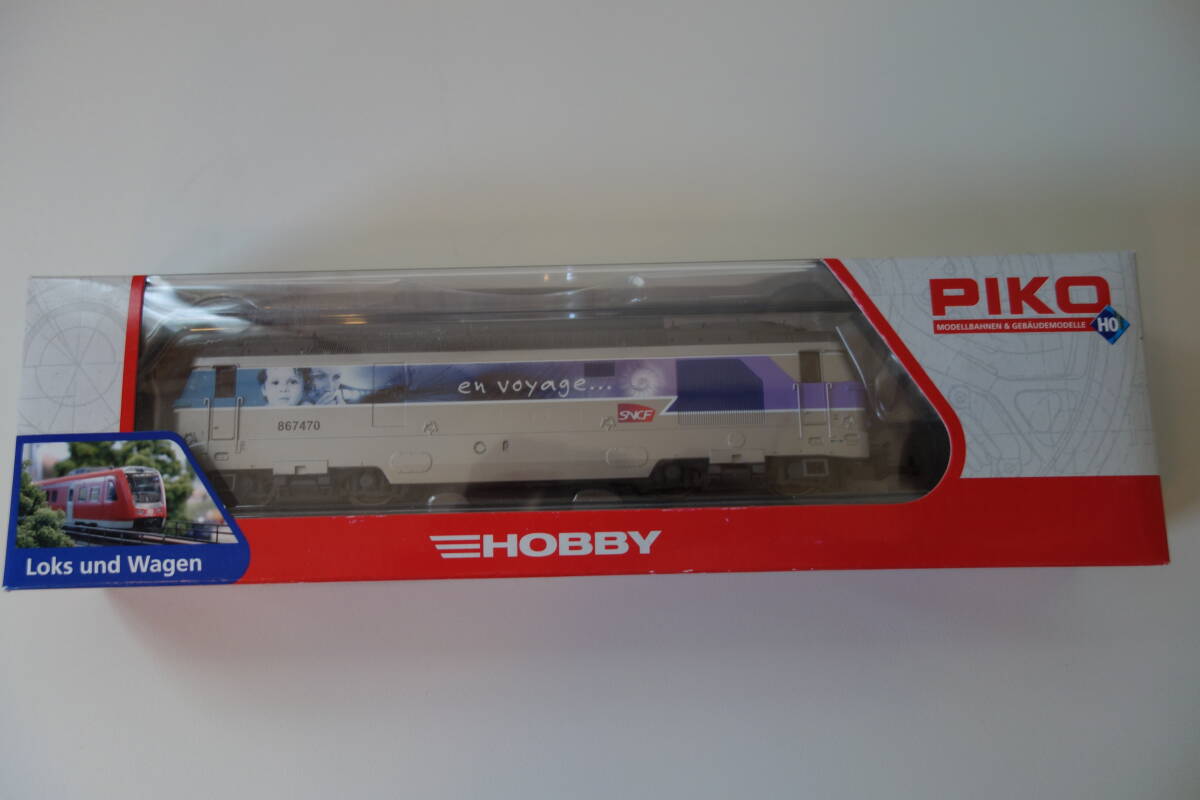 PIKO
MODELLBAHNEN & GEBÄUDEMODELLE
H0
en voyage...
SNCF
867470
HOBBY
Loks und Wagen